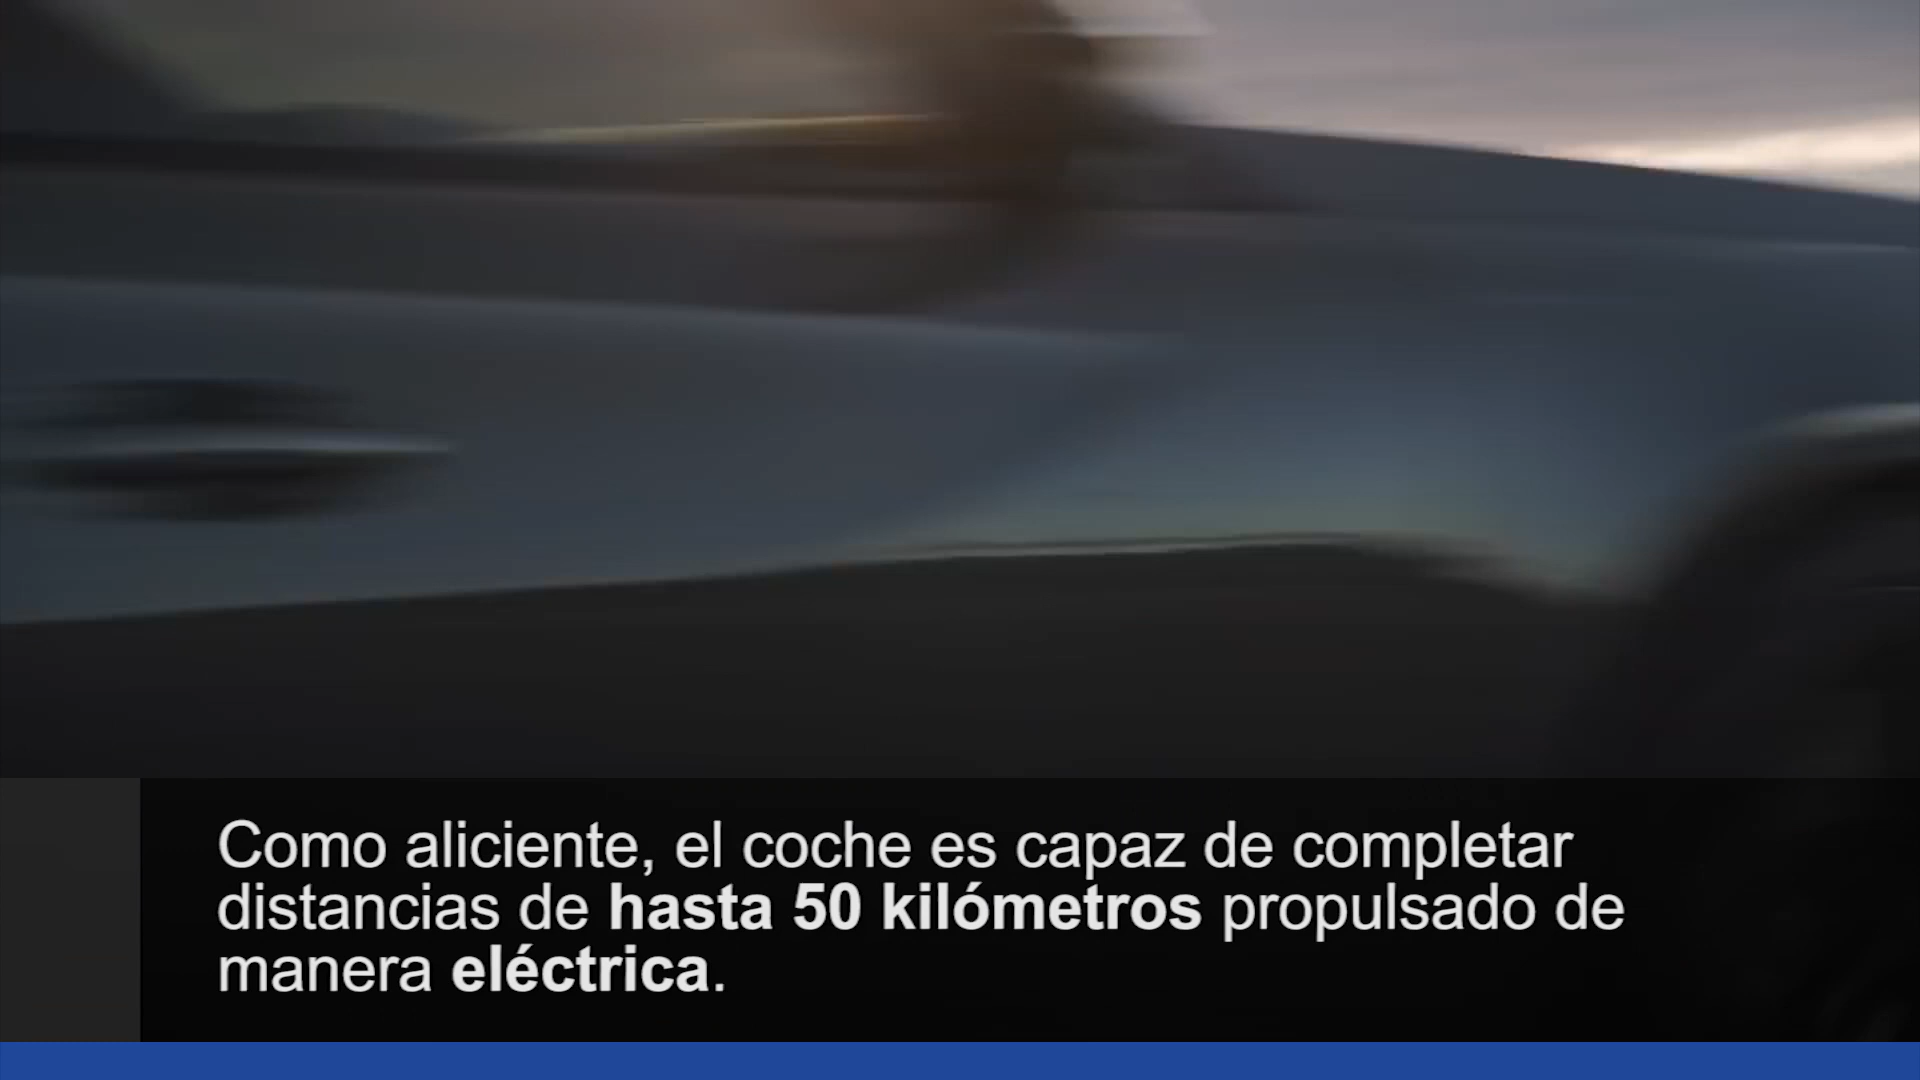 Como aliciente, el coche es capaz de completar
distancias de hasta 50 kilómetros propulsado de
manera eléctrica.